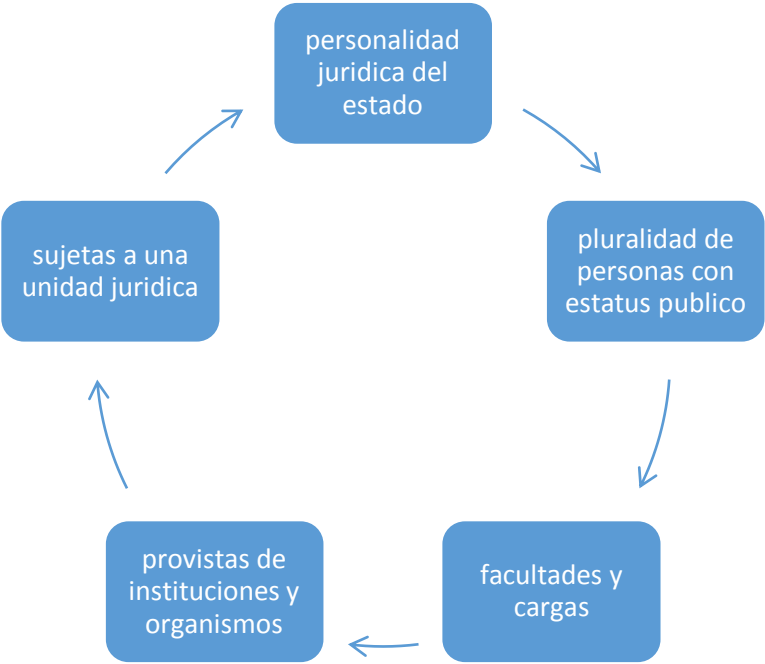 personalidad
juridica del
estado
pluralidad de
personas con
estatus publico
facultades y
cargas
provistas de
instituciones y
organismos
sujetas a una
unidad juridica